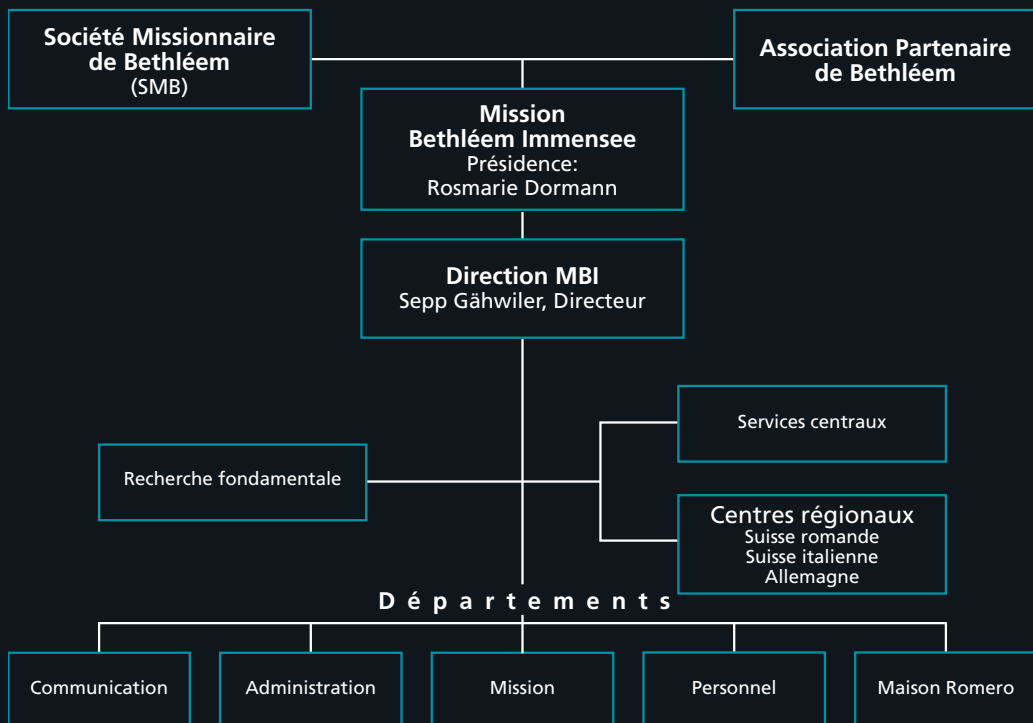 Société Missionnaire
de Bethléem
(SMB)
Association Partenaire
de Bethléem
Mission
Bethléem Immensee
Présidence:
Rosmarie Dormann
Direction MBI
Sepp Gähwiler, Directeur
Services centraux
Recherche fondamentale
Centres régionaux
Suisse romande
Suisse italienne
Allemagne
Départements
Communication
Administration
Mission
Personnel
Maison Romero